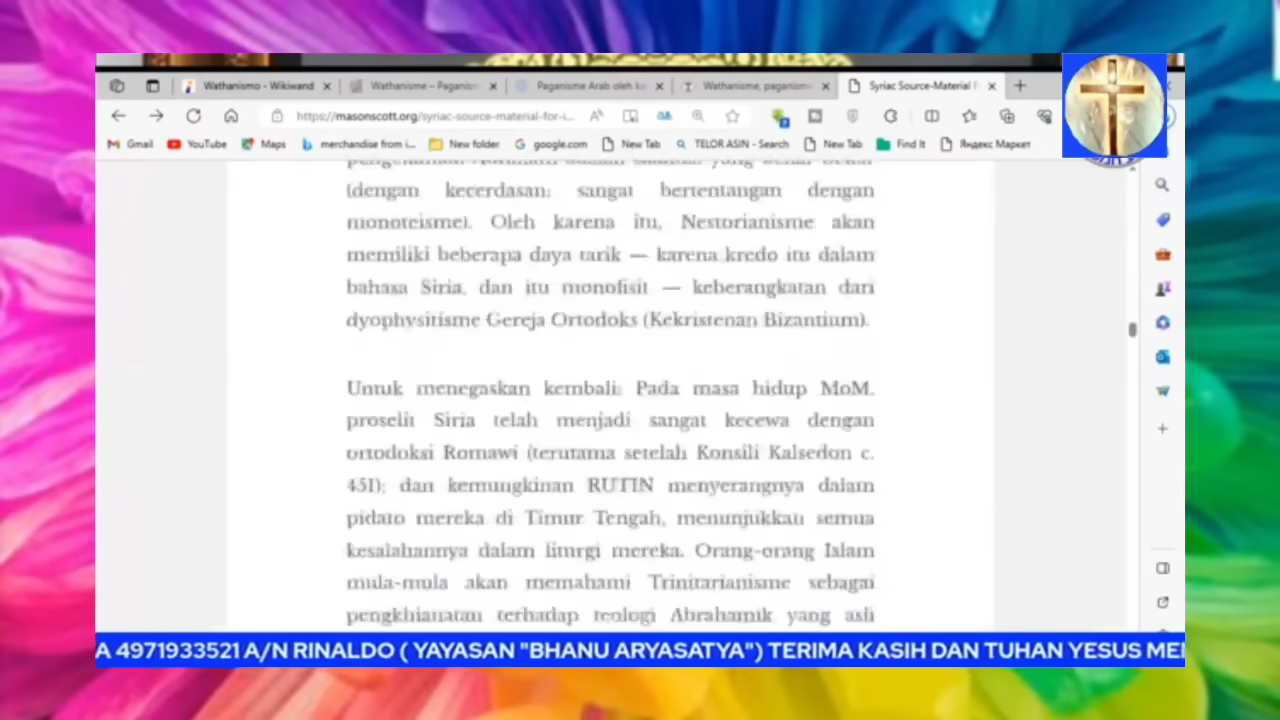 Wathanismo - Wikiwand
Wathanisme – Paganism
Paganisme Arab oleh
Wathanisme, paganism
Syriac Source-Material F
https://masonscott.org/syriac-source-material-for-i...
Gmail
YouTube
Maps
merchandise from i...
New folder
google.com
New Tab
TELOR ASIN - Search
New Tab
Find It
Яндекс Маркет
(dengan kecerdasan: sangat bertentangan dengan
monoteisme). Oleh karena itu, Nestorianisme akan
memiliki beberapa daya tarik — karena kredo itu dalam
bahasa Siria, dan itu monofisit — keberangkatan dari
dyophysitisme Gereja Ortodoks (Kekristenan Bizantium).
Untuk menegaskan kembali: Pada masa hidup MoM,
proselit Siria telah menjadi sangat kecewa dengan
ortodoksi Romawi (terutama setelah Konsili Kalsedon c.
451); dan kemungkinan RUTIN menyerangnya dalam
pidato mereka di Timur Tengah, menunjukkan semua
kesalahannya dalam liturgi mereka. Orang-orang Islam
mula-mula akan memahami Trinitarianisme sebagai
pengkhianatan terhadap teologi Abrahamik yang asli
A 4971933521 A/N RINALDO ( YAYASAN "BHANU ARYASATYA") TERIMA KASIH DAN TUHAN YESUS ME